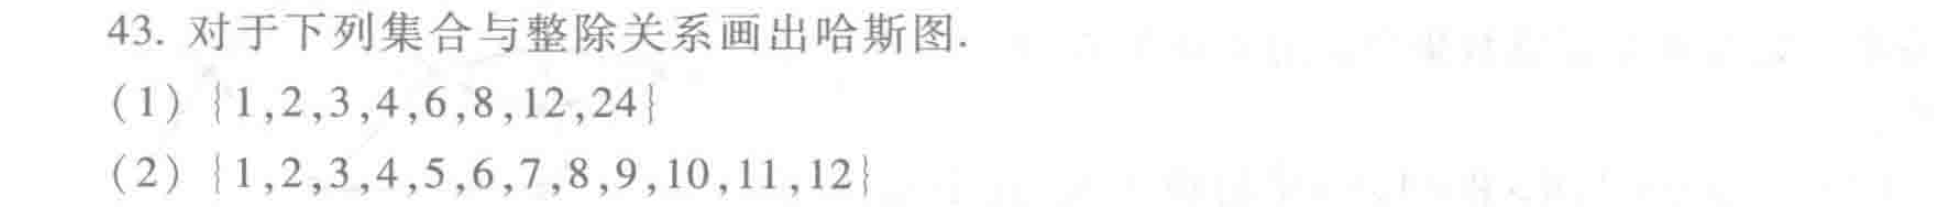 43. 对于下列集合与整除关系画出哈斯图.
(1) {1,2,3,4,6,8,12,24}
(2) {1,2,3,4,5,6,7,8,9,10,11,12}